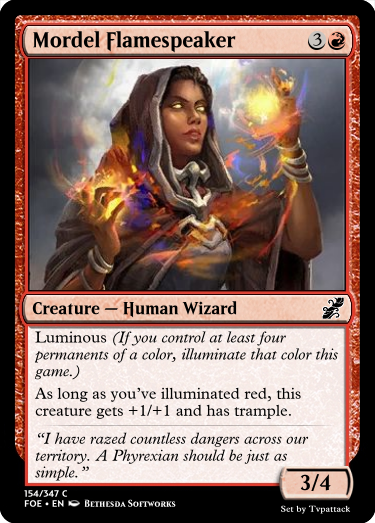 Mordel Flamespeaker 3
Creature — Human Wizard
Luminous (If you control at least four
permanents of a color, illuminate that color this
game.)
As long as you’ve illuminated red, this
creature gets +1/+1 and has trample.
“I have razed countless dangers across our
territory. A Phyrexian should be just as
simple.”
3/4
154/347 C
FOE • EN Bethesda Softworks
Set by Tvpattack